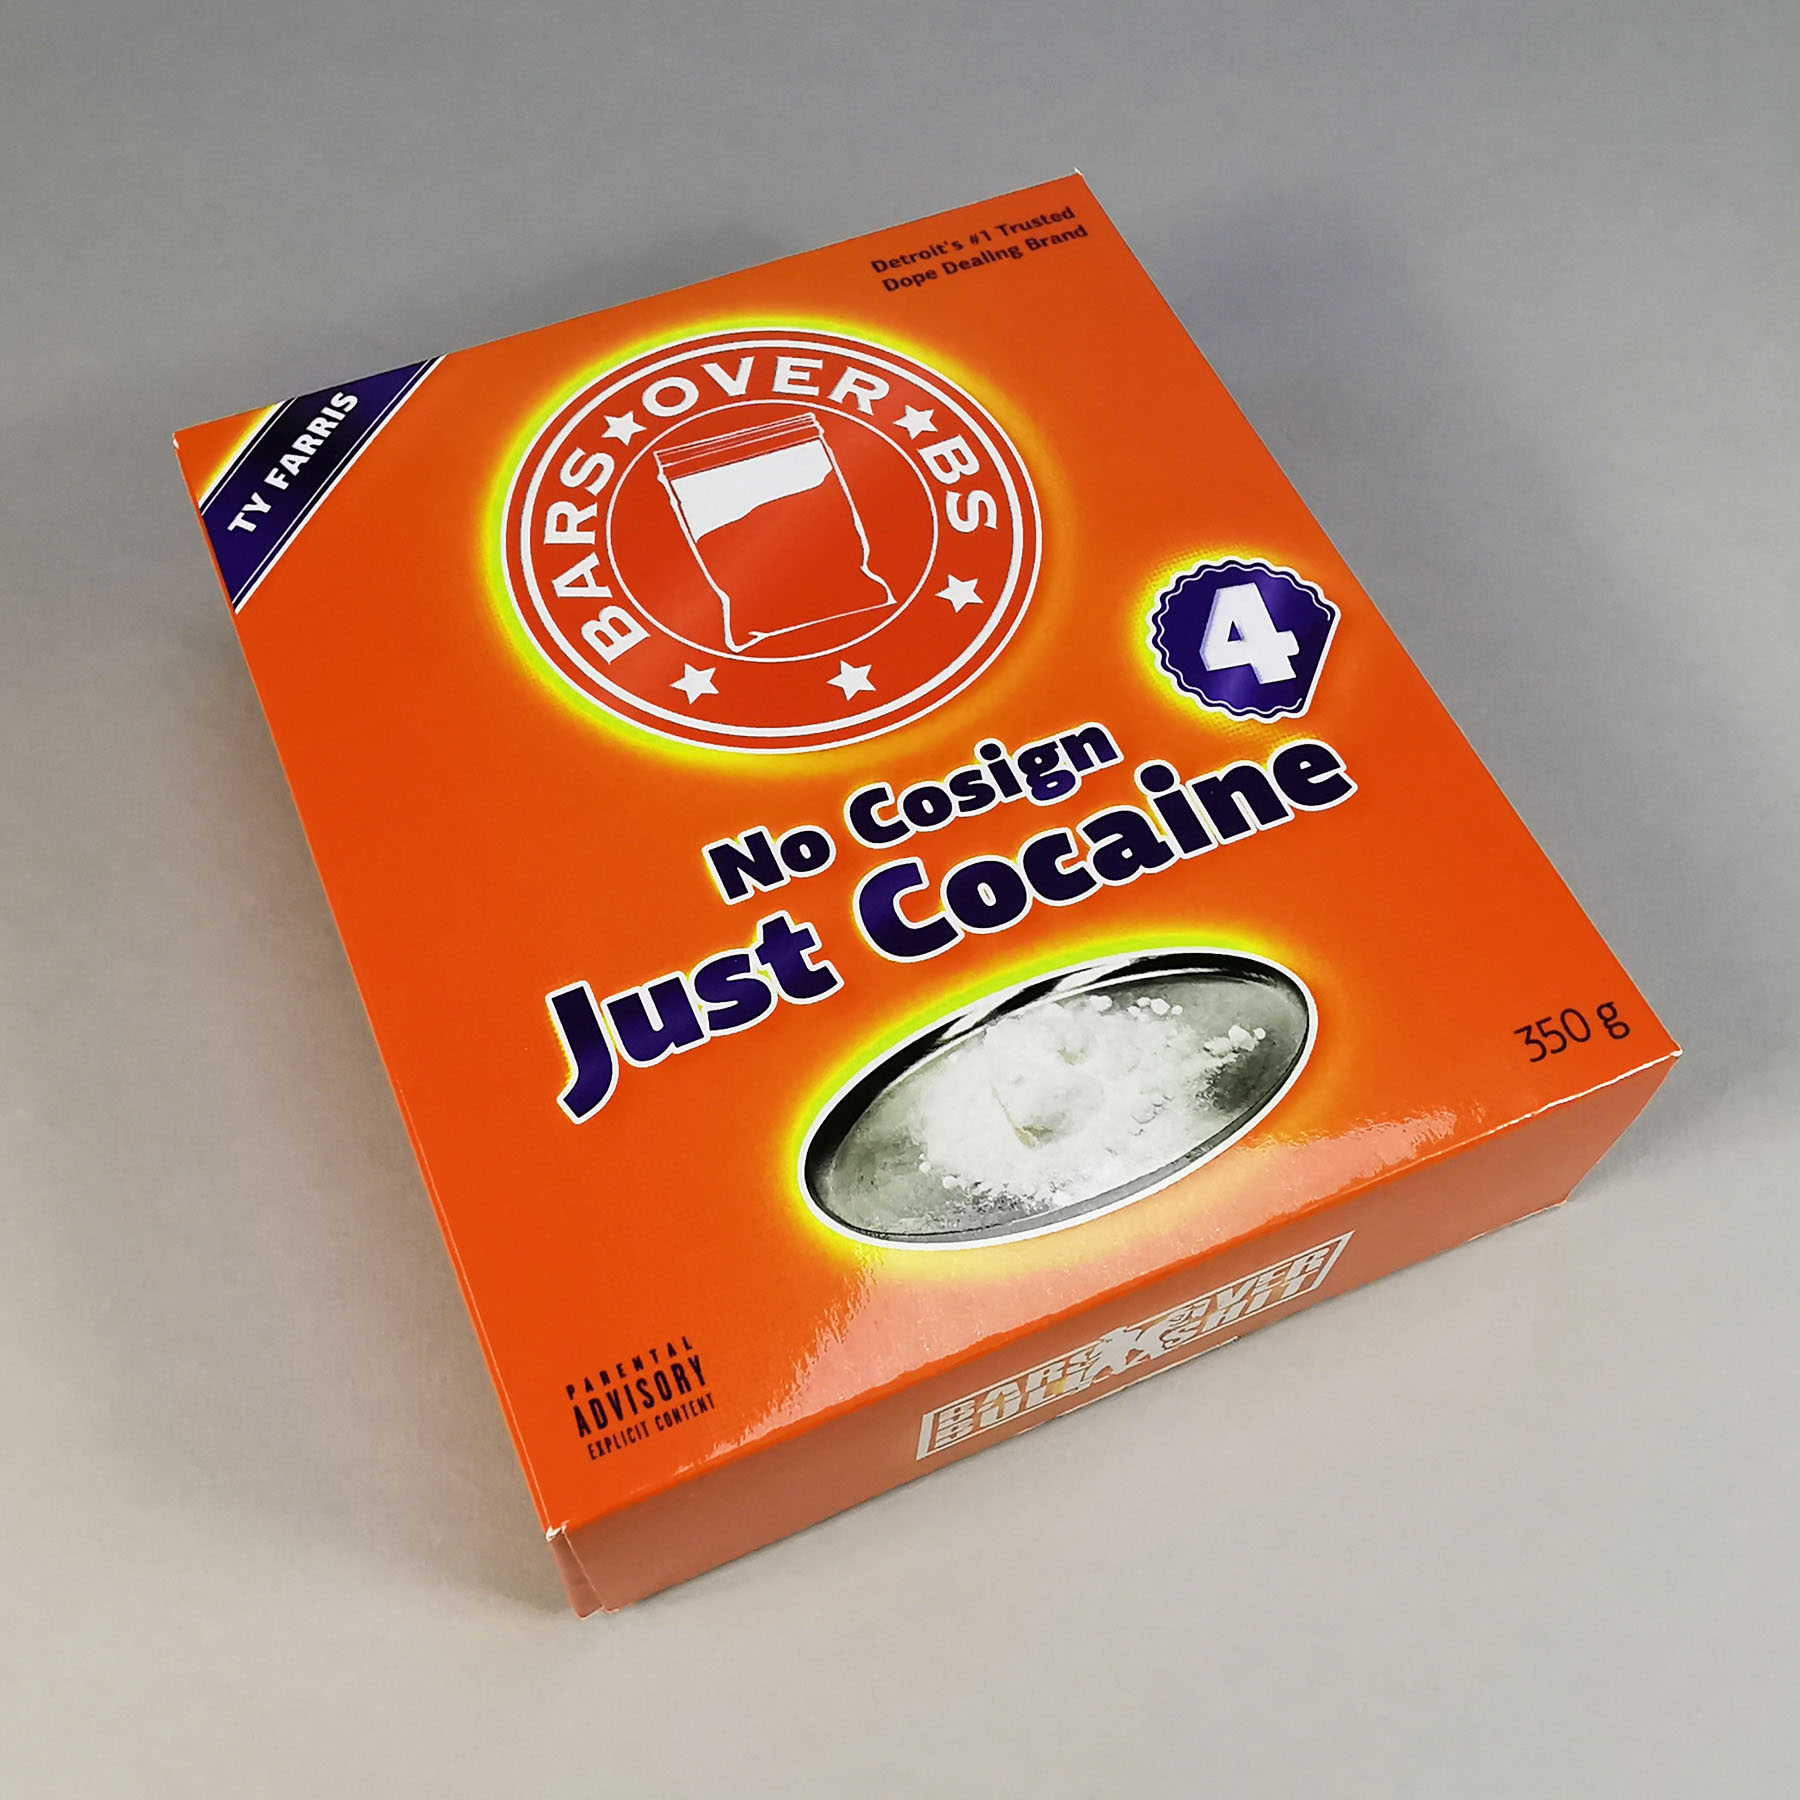 Detroit's #1 Trusted
Dope Dealing Brand
TY FARRIS
BARS★OVER★BS
4
No Cosign
Just Cocaine
350 g
PARENTAL
ADVISORY
EXPLICIT CONTENT
BARS OVER
BULLSHIT